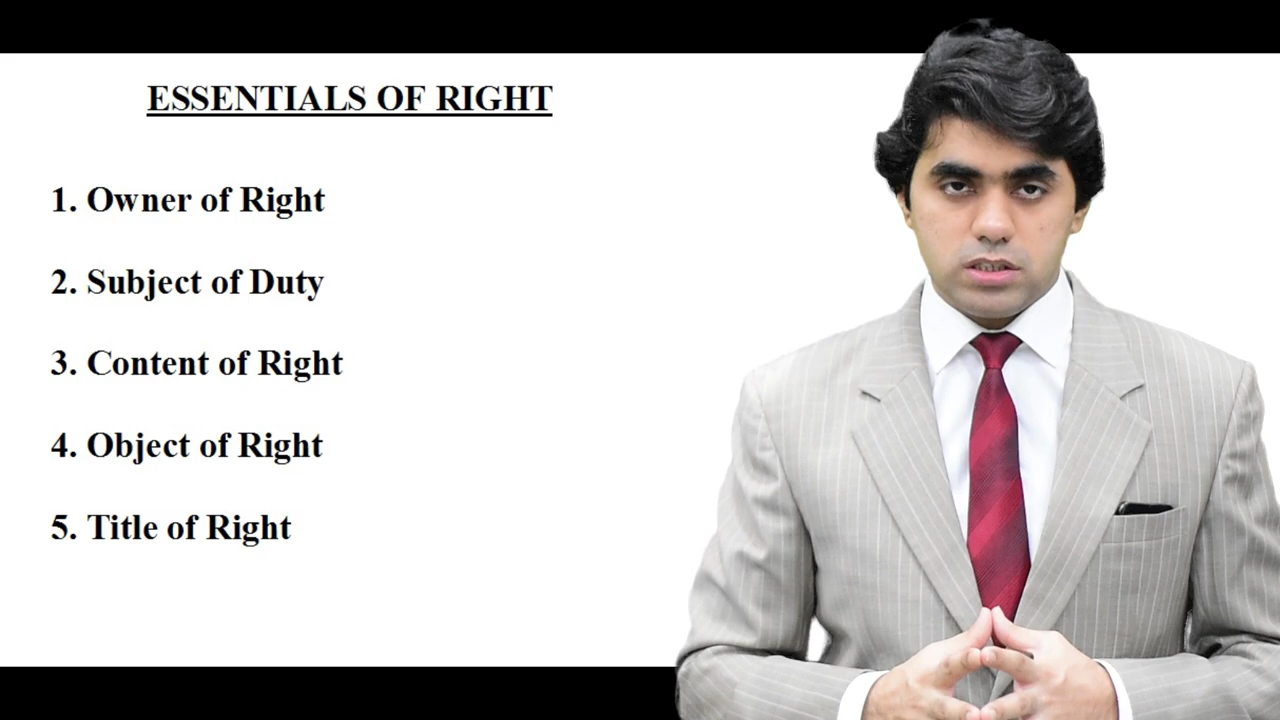 ESSENTIALS OF RIGHT
1. Owner of Right
2. Subject of Duty
3. Content of Right
4. Object of Right
5. Title of Right